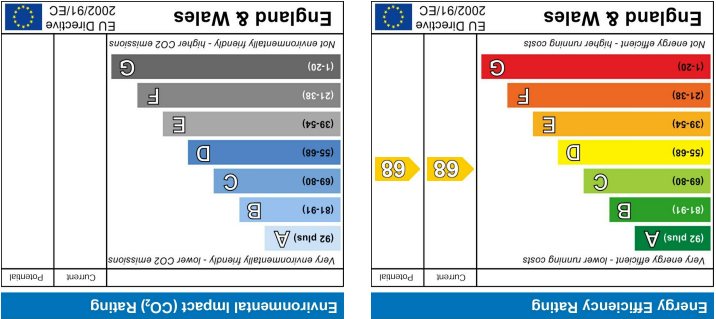 Energy Efficiency Rating
Current
Potential
Very energy efficient - lower running costs
(92 plus) A
(81-91) B
(69-80) C
(55-68) D
(39-54) E
(21-38) F
(1-20) G
68
68
Not energy efficient - higher running costs
England & Wales
EU Directive
2002/91/EC
Environmental Impact (CO₂) Rating
Current
Potential
Very environmentally friendly - lower CO2 emissions
(92 plus) A
(81-91) B
(69-80) C
(55-68) D
(39-54) E
(21-38) F
(1-20) G
Not environmentally friendly - higher CO2 emissions
England & Wales
EU Directive
2002/91/EC